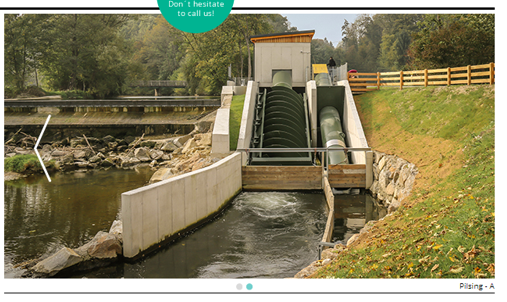 Don´t hesitate
to call us!
Pilsing - A